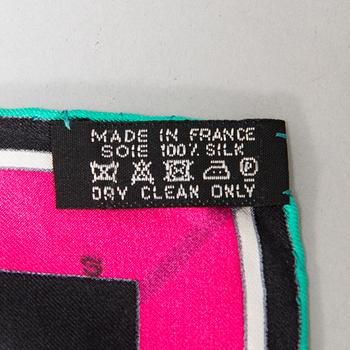 MADE IN FRANCE
SOIE 100% SILK
DRY CLEAN ONLY